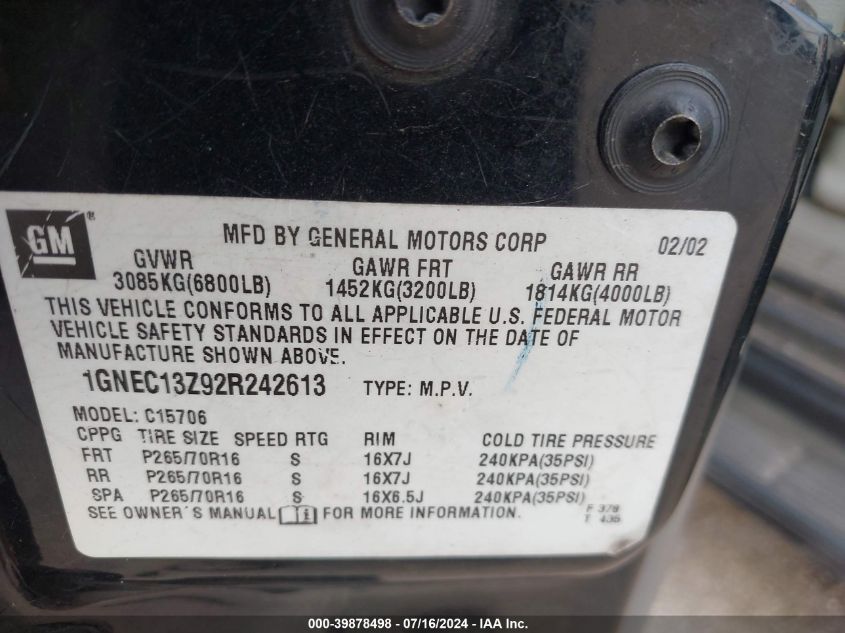 GM ®
MFD BY GENERAL MOTORS CORP 02/02
GVWR GAWR FRT GAWR RR
3085KG(6800LB) 1452KG(3200LB) 1814KG(4000LB)
THIS VEHICLE CONFORMS TO ALL APPLICABLE U.S. FEDERAL MOTOR
VEHICLE SAFETY STANDARDS IN EFFECT ON THE DATE OF
MANUFACTURE SHOWN ABOVE.
1GNEC13Z92R242613 TYPE: M.P.V.
MODEL: C15706
CPPG TIRE SIZE SPEED RTG RIM COLD TIRE PRESSURE
FRT P265/70R16 S 16X7J 240KPA(35PSI)
RR P265/70R16 S 16X7J 240KPA(35PSI)
SPA P265/70R16 S 16X6.5J 240KPA(35PSI)
SEE OWNER'S MANUAL FOR MORE INFORMATION.
F 378
T 435
000-39878498 - 07/16/2024 - IAA Inc.